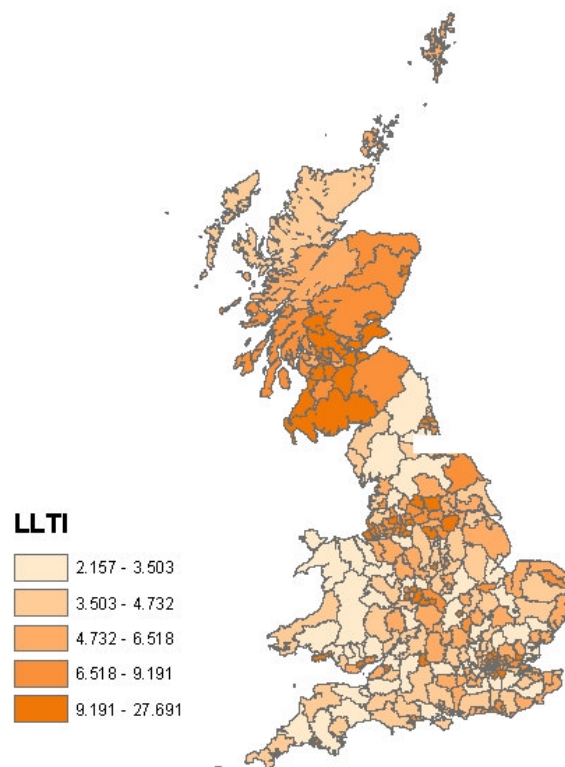 LLTI
2.157 - 3.503
3.503 - 4.732
4.732 - 6.518
6.518 - 9.191
9.191 - 27.691